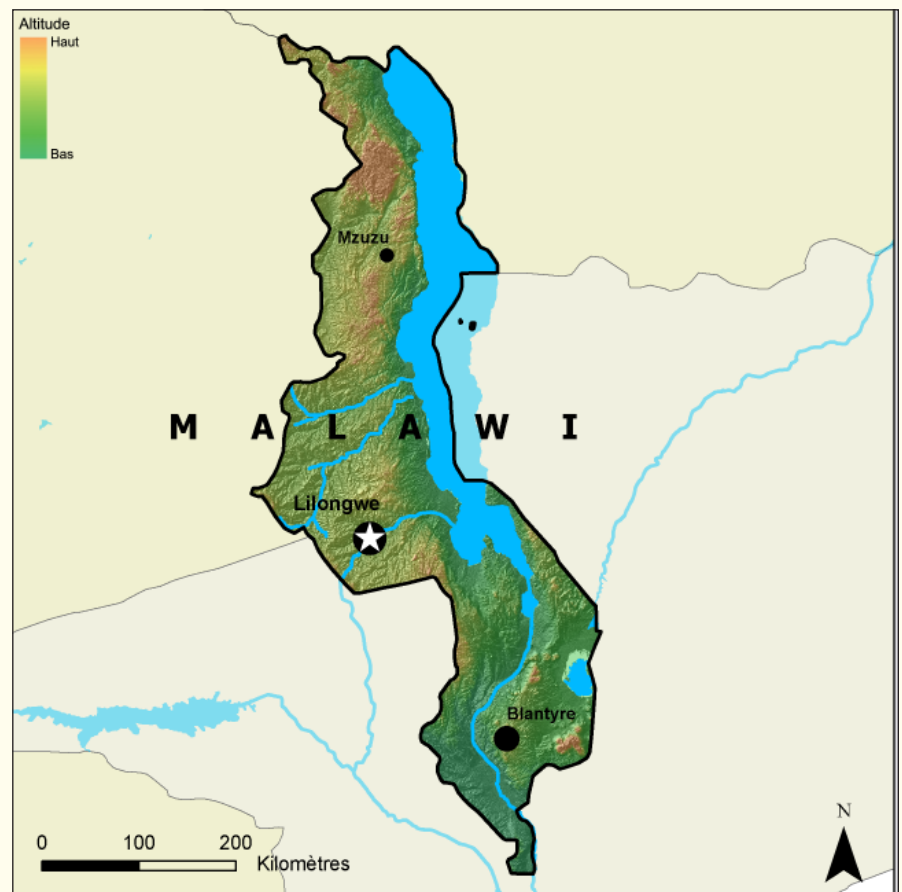 Altitude
Haut
Bas
Mzuzu
M A L A W I
Lilongwe
Blantyre
0 100 200
Kilomètres
N